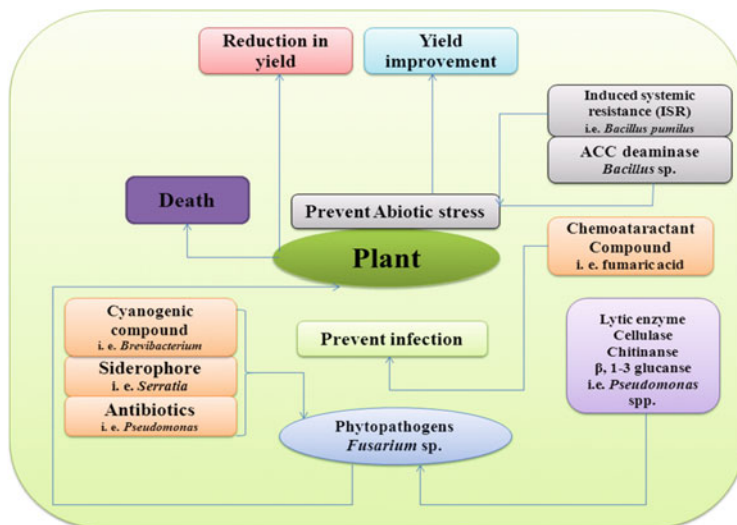 Reduction in
yield
Yield
improvement
Induced systemic
resistance (ISR)
i.e. Bacillus pumilus
ACC deaminase
Bacillus sp.
Death
Prevent Abiotic stress
Plant
Chemoataractant
Compound
i. e. fumaric acid
Cyanogenic
compound
i. e. Brevibacterium
Siderophore
i. e. Serratia
Antibiotics
i. e. Pseudomonas
Prevent infection
Lytic enzyme
Cellulase
Chitinanse
β, 1-3 glucanse
i.e. Pseudomonas
spp.
Phytopathogens
Fusarium sp.